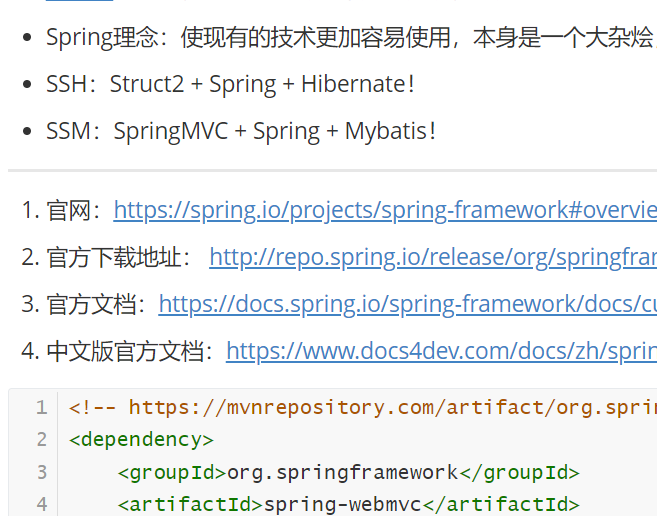 Spring理念：使现有的技术更加容易使用，本身是一个大杂烩
SSH：Struct2 + Spring + Hibernate！
SSM：SpringMVC + Spring + Mybatis！
1. 官网：https://spring.io/projects/spring-framework#overvie
2. 官方下载地址： http://repo.spring.io/release/org/springfra
3. 官方文档：https://docs.spring.io/spring-framework/docs/cu
4. 中文版官方文档：https://www.docs4dev.com/docs/zh/sprin
1 <!-- https://mvnrepository.com/artifact/org.sprin
2 <dependency>
3 <groupId>org.springframework</groupId>
4 <artifactId>spring-webmvc</artifactId>